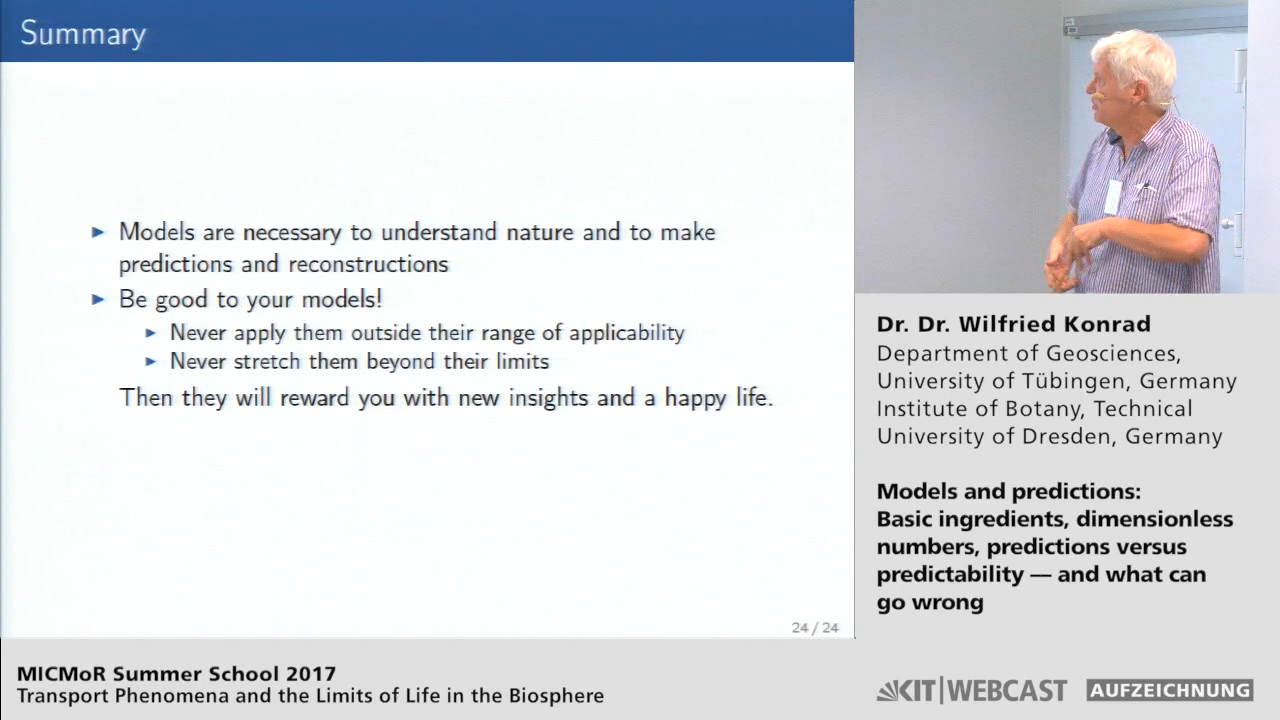 Summary
Models are necessary to understand nature and to make
predictions and reconstructions
Be good to your models!
Never apply them outside their range of applicability
Never stretch them beyond their limits
Then they will reward you with new insights and a happy life.
24 / 24
Dr. Dr. Wilfried Konrad
Department of Geosciences,
University of Tübingen, Germany
Institute of Botany, Technical
University of Dresden, Germany
Models and predictions:
Basic ingredients, dimensionless
numbers, predictions versus
predictability — and what can
go wrong
MICMoR Summer School 2017
Transport Phenomena and the Limits of Life in the Biosphere
KIT|WEBCAST
AUFZEICHNUNG